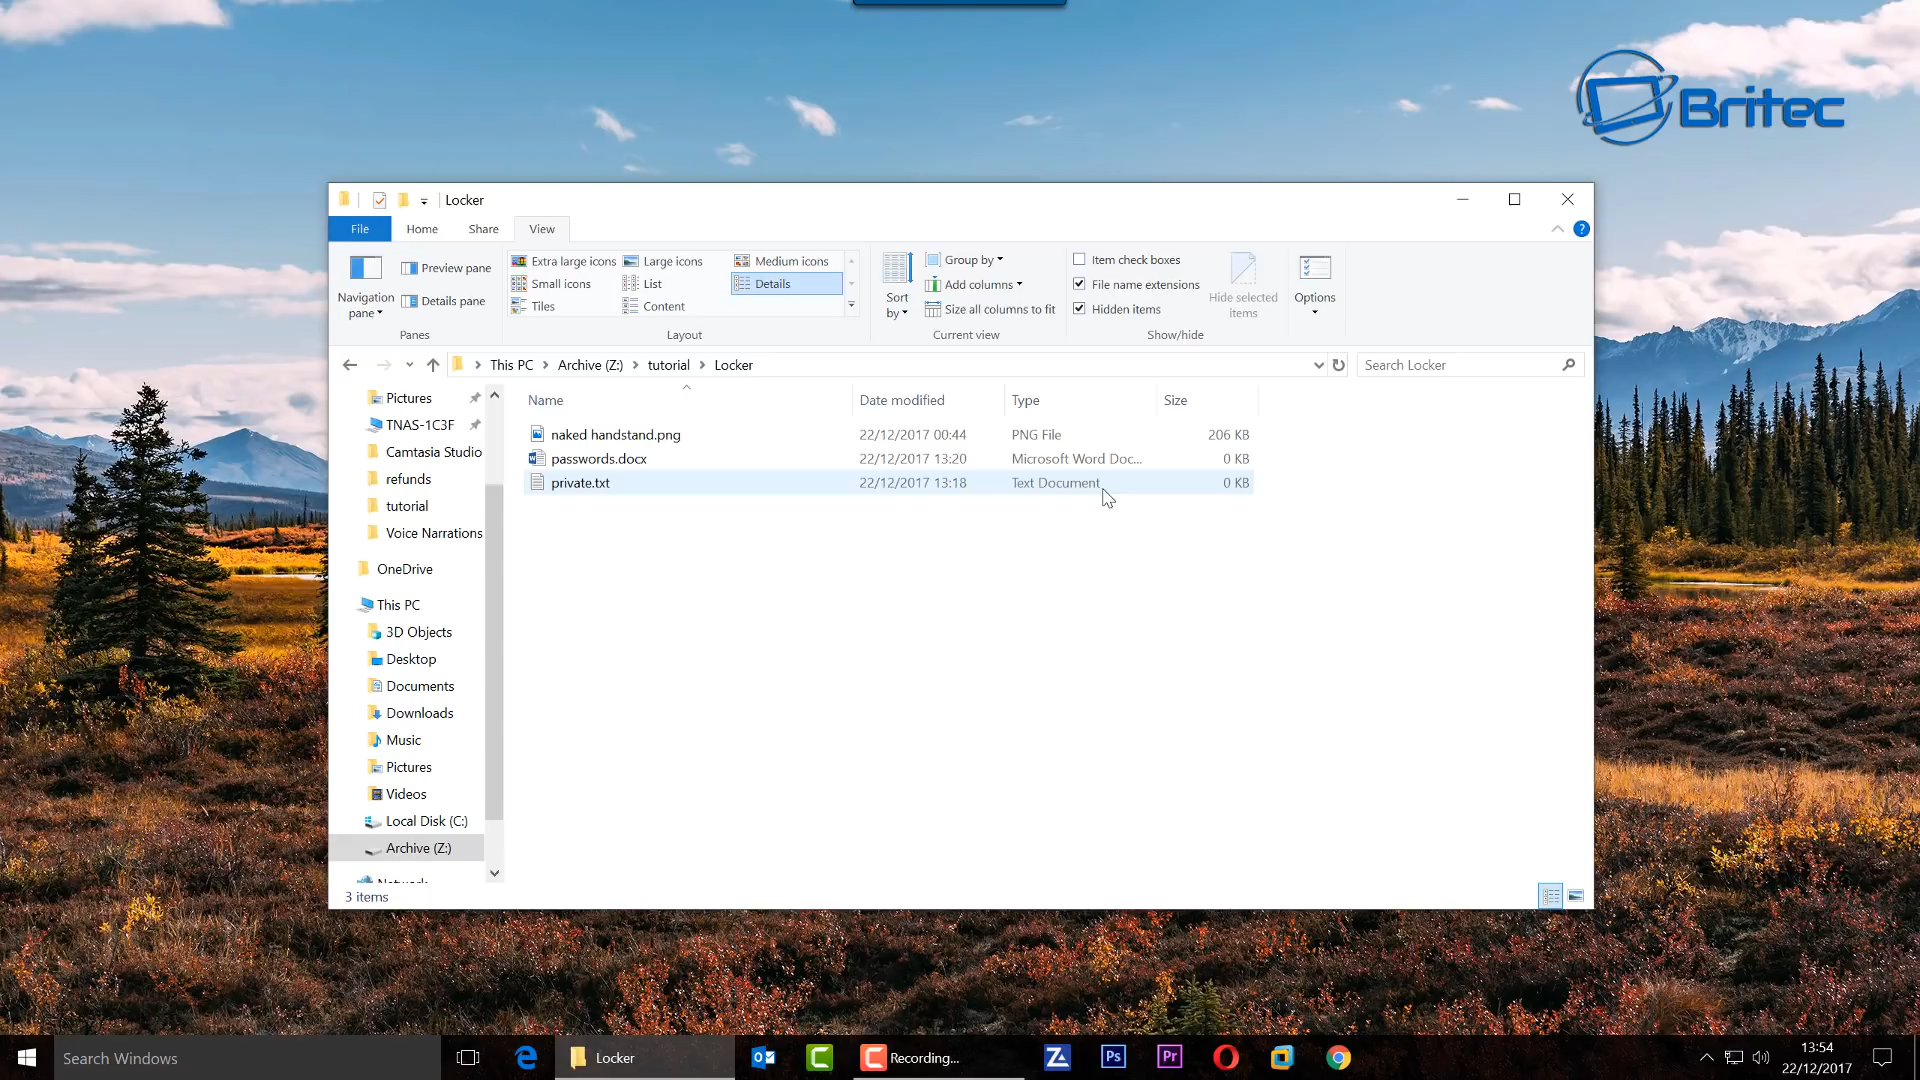 Britec
Locker
File Home Share View
Navigation pane
Preview pane
Details pane
Panes
Extra large icons Large icons Medium icons
Small icons List Details
Tiles Content
Layout
Sort by
Group by
Add columns
Size all columns to fit
Current view
Item check boxes
File name extensions
Hidden items
Hide selected items
Show/hide
Options
This PC Archive (Z:) tutorial Locker
Search Locker
Name Date modified Type Size
naked handstand.png 22/12/2017 00:44 PNG File 206 KB
passwords.docx 22/12/2017 13:20 Microsoft Word Doc... 0 KB
private.txt 22/12/2017 13:18 Text Document 0 KB
Pictures
TNAS-1C3F
Camtasia Studio
refunds
tutorial
Voice Narrations
OneDrive
This PC
3D Objects
Desktop
Documents
Downloads
Music
Pictures
Videos
Local Disk (C:)
Archive (Z:)
Network
3 items
Search Windows
Locker
Recording...
Ps
Pr
13:54
22/12/2017